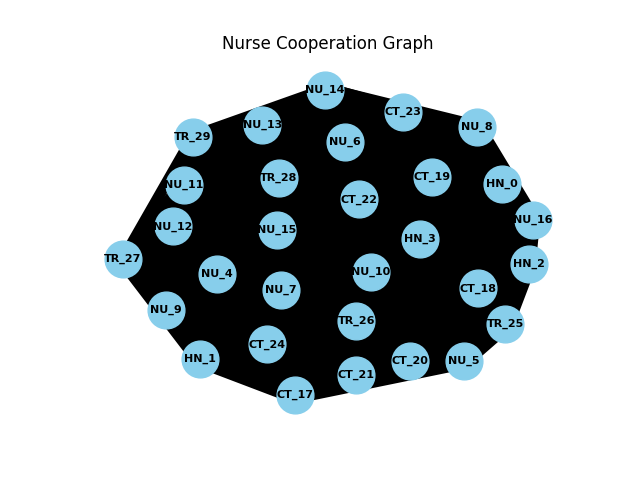 Nurse Cooperation Graph
NU_14
CT_23
NU_13
NU_8
TR_29
NU_6
CT_19
TR_28
HN_0
NU_11
CT_22
NU_16
NU_12
NU_15
HN_3
TR_27
HN_2
NU_10
NU_4
CT_18
NU_7
NU_9
TR_26
TR_25
CT_24
HN_1
CT_20
NU_5
CT_21
CT_17